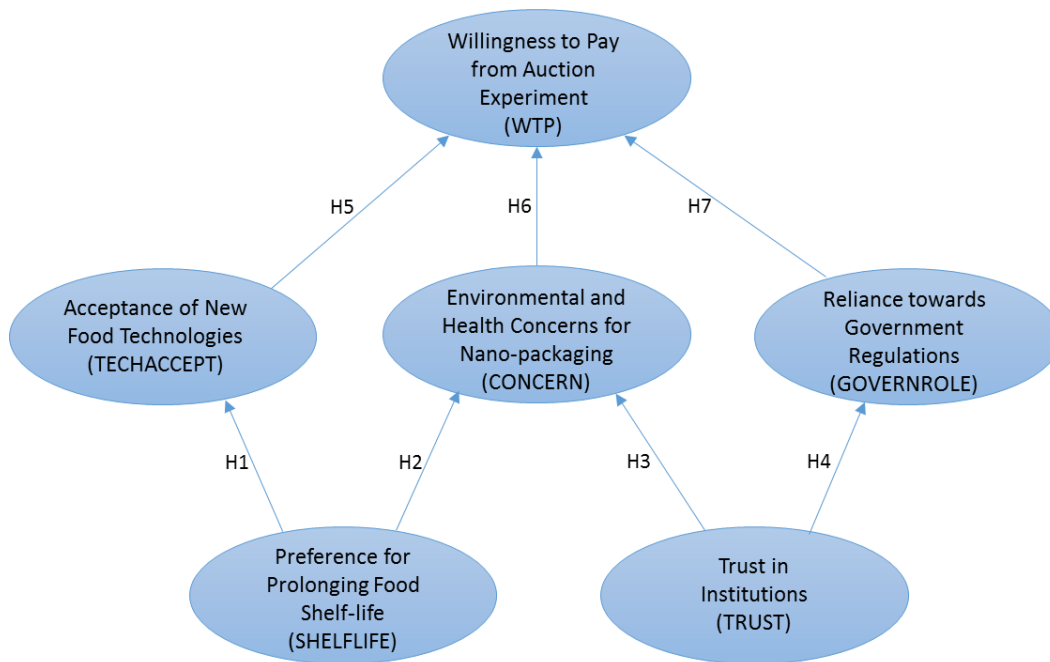 Willingness to Pay
from Auction
Experiment
(WTP)
H5
H6
H7
Acceptance of New
Food Technologies
(TECHACCEPT)
Environmental and
Health Concerns for
Nano-packaging
(CONCERN)
Reliance towards
Government
Regulations
(GOVERNROLE)
H1
H2
H3
H4
Preference for
Prolonging Food
Shelf-life
(SHELFLIFE)
Trust in
Institutions
(TRUST)